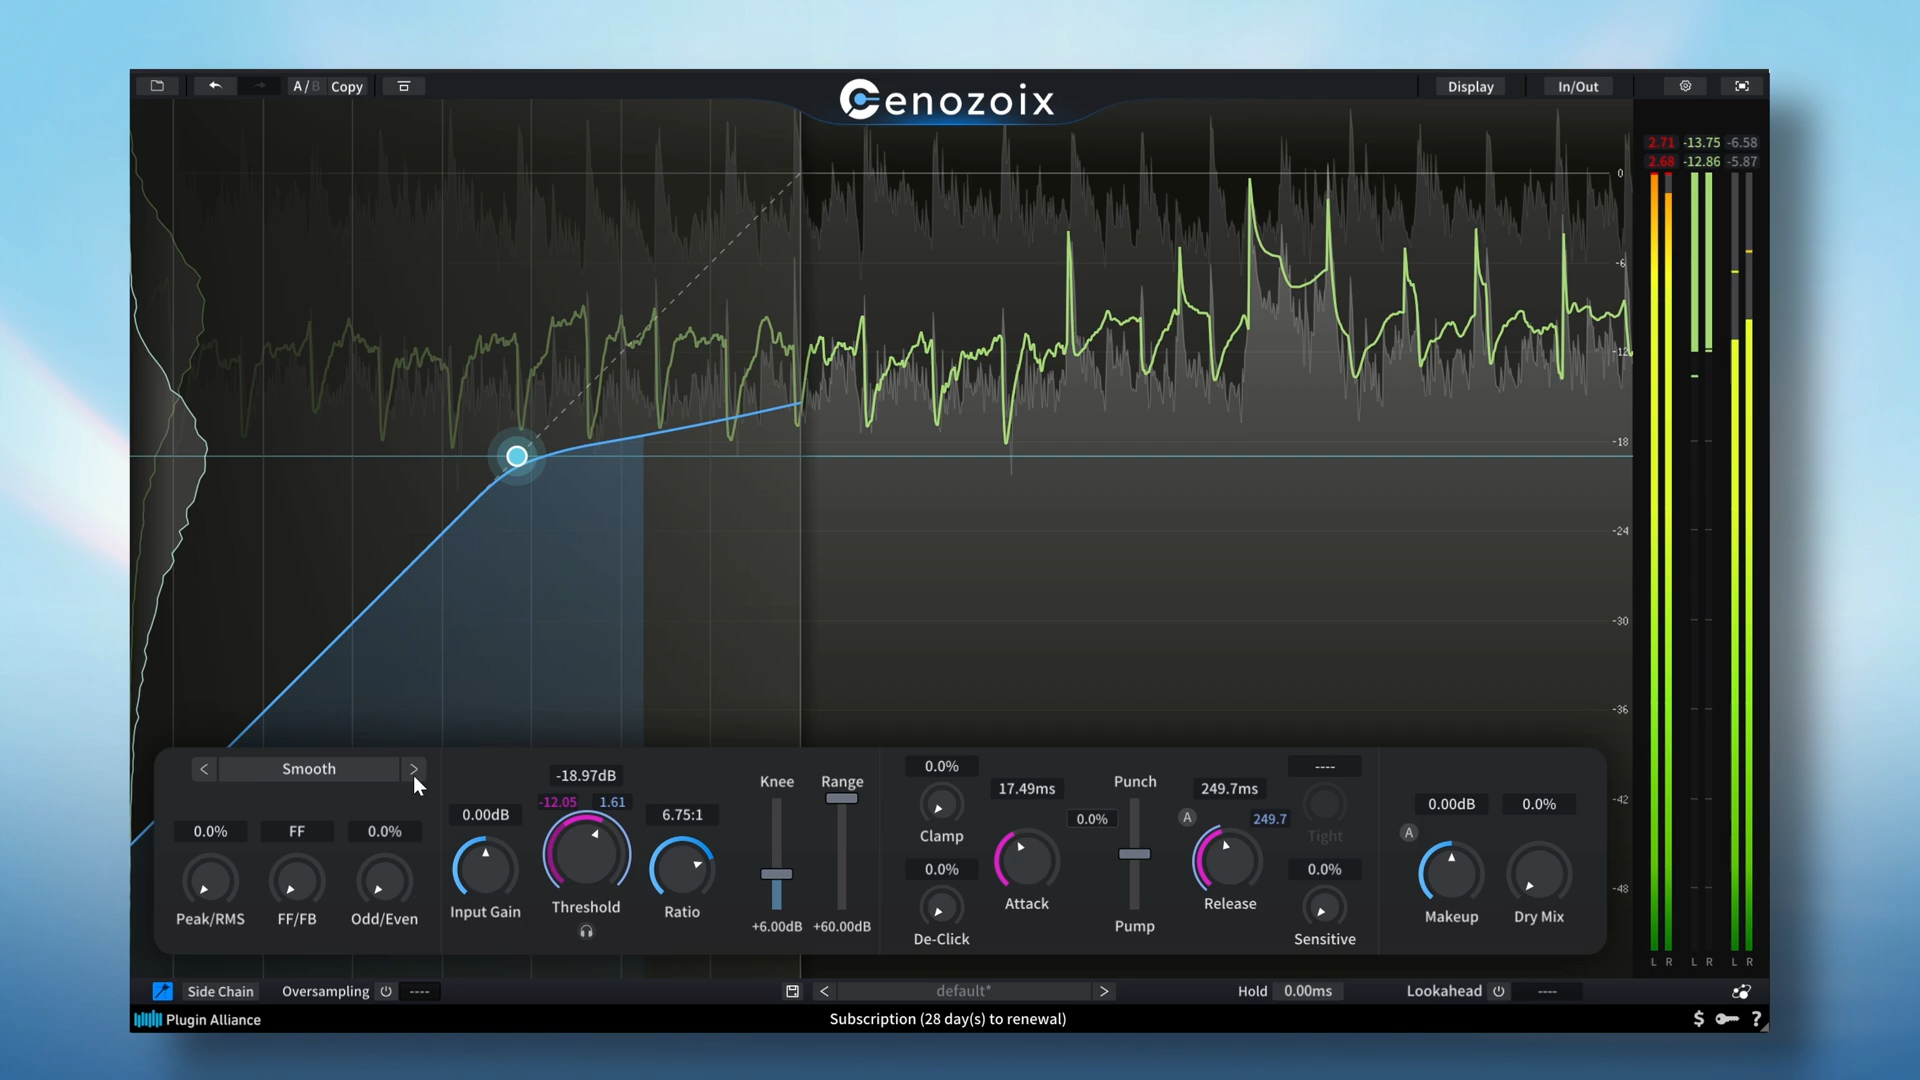 A/B Copy
Cenozoix
Display
In/Out
2.71 -13.75 -6.58
2.68 -12.86 -5.87
0
-6
-12
-18
-24
-30
-36
-42
-48
< Smooth >
0.0% FF 0.0%
Peak/RMS FF/FB Odd/Even
0.00dB
Input Gain
-18.97dB
-12.05 1.61
Threshold
6.75:1
Ratio
Knee Range
+6.00dB +60.00dB
0.0%
Clamp
0.0%
De-Click
17.49ms
Attack
Punch
0.0%
Pump
249.7ms
A 249.7
Release
----
Tight
0.0%
Sensitive
0.00dB 0.0%
A
Makeup Dry Mix
L R L R L R
Side Chain Oversampling ---- < default* > Hold 0.00ms Lookahead ----
Plugin Alliance Subscription (28 day(s) to renewal) $ ?